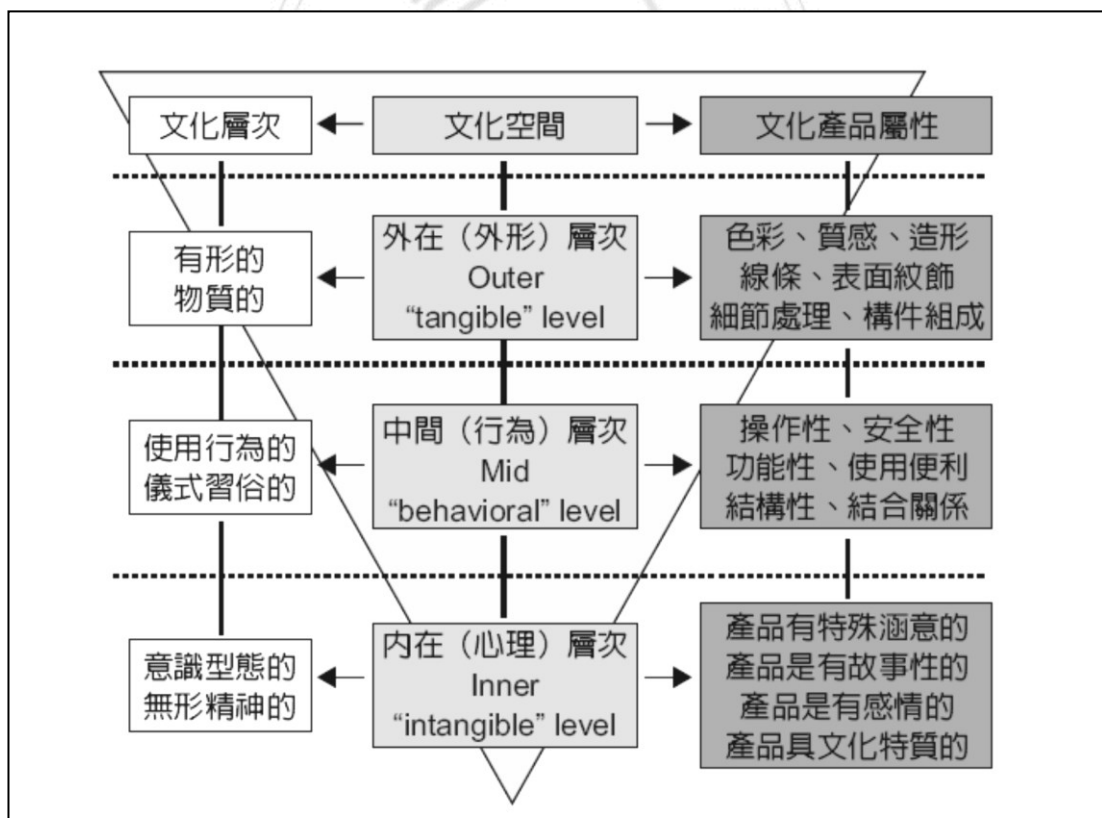 文化層次
文化空間
文化產品屬性
有形的
物質的
外在（外形）層次
Outer
“tangible” level
色彩、質感、造形
線條、表面紋飾
細節處理、構件組成
使用行為的
儀式習俗的
中間（行為）層次
Mid
“behavioral” level
操作性、安全性
功能性、使用便利
結構性、結合關係
意識型態的
無形精神的
內在（心理）層次
Inner
“intangible” level
產品有特殊涵意的
產品是有故事性的
產品是有感情的
產品具文化特質的